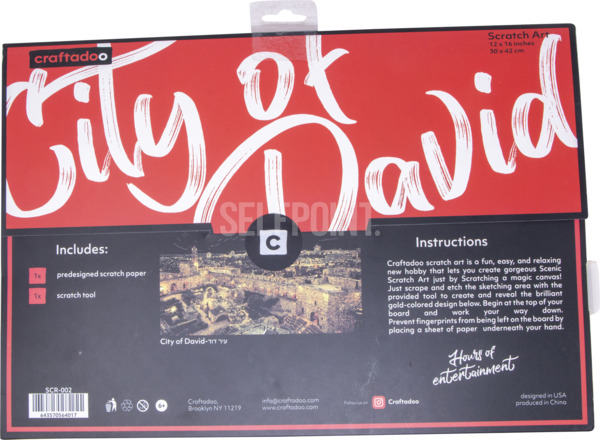 craftadoo
City of
David
Scratch Art
12 x 16 inches
30 x 42 cm
SELFPOINT.
C
Includes:
1x predesigned scratch paper
1x scratch tool
City of David-עיר דוד
Instructions
Craftadoo scratch art is a fun, easy, and relaxing
new hobby that lets you create gorgeous Scenic
Scratch Art just by Scratching a magic canvas!
Just scrape and etch the sketching area with the
provided tool to create and reveal the brilliant
gold-colored design below. Begin at the top of your
board and work your way down.
Prevent fingerprints from being left on the board by
placing a sheet of paper underneath your hand.
Hours of
entertainment
SCR-002
643570564017
6+
Craftadoo,
Brooklyn NY 11219
www.craftadoo.com
info@craftadoo.com
Follow us on
Craftadoo
designed in USA
produced in China